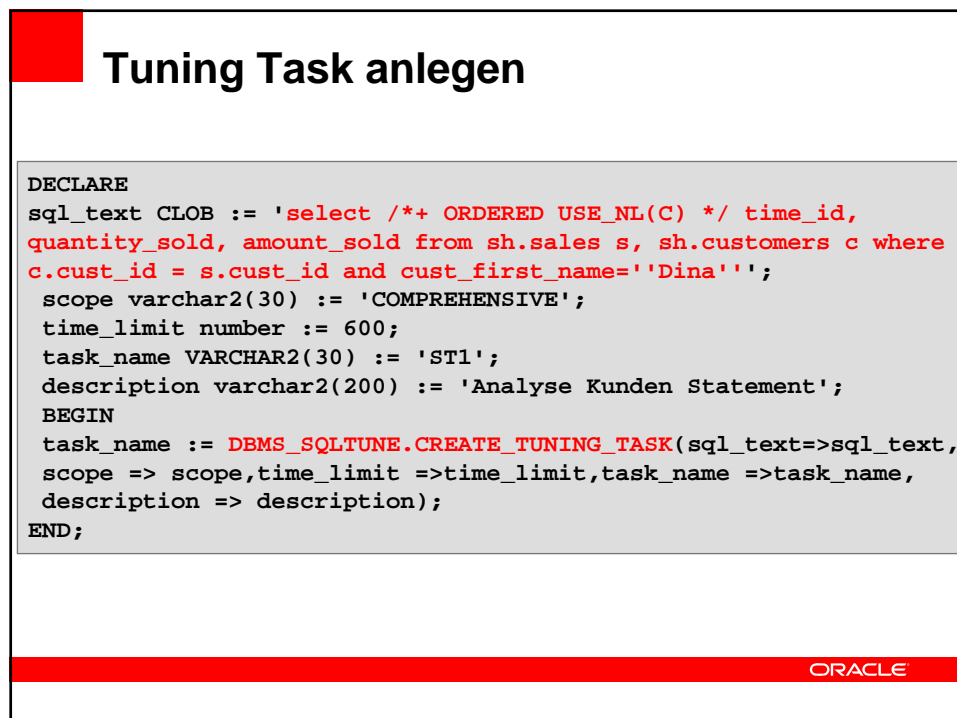 Tuning Task anlegen
DECLARE
sql_text CLOB := 'select /*+ ORDERED USE_NL(C) */ time_id,
quantity_sold, amount_sold from sh.sales s, sh.customers c where
c.cust_id = s.cust_id and cust_first_name=''Dina''';
scope varchar2(30) := 'COMPREHENSIVE';
time_limit number := 600;
task_name VARCHAR2(30) := 'ST1';
description varchar2(200) := 'Analyse Kunden Statement';
BEGIN
task_name := DBMS_SQLTUNE.CREATE_TUNING_TASK(sql_text=>sql_text,
scope => scope,time_limit =>time_limit,task_name =>task_name,
description => description);
END;
ORACLE